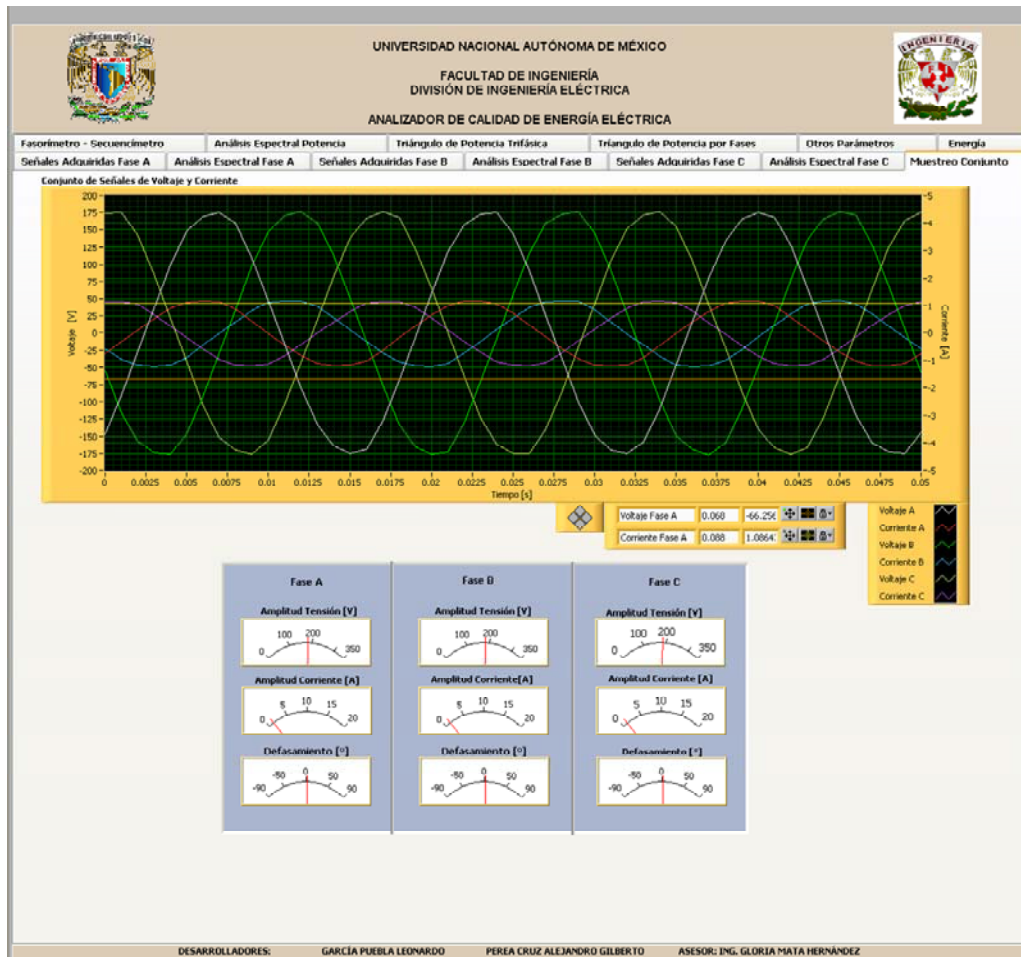 UNIVERSIDAD NACIONAL AUTÓNOMA DE MÉXICO
FACULTAD DE INGENIERÍA
DIVISIÓN DE INGENIERÍA ELÉCTRICA
ANALIZADOR DE CALIDAD DE ENERGÍA ELÉCTRICA
INGENIERIA
Fasorímetro - Secuencímetro Análisis Espectral Potencia Triángulo de Potencia Trifásica Tríangulo de Potencia por Fases Otros Parámetros Energía
Señales Adquiridas Fase A Análisis Espectral Fase A Señales Adquiridas Fase B Análisis Espectral Fase B Señales Adquiridas Fase C Análisis Espectral Fase C Muestreo Conjunto
Conjunto de Señales de Voltaje y Corriente
200
175
150
125
100
75
50
25
0
-25
-50
-75
-100
-125
-150
-175
-200
Voltaje [V]
-5
-4
-3
-2
-1
-0
-1
-2
-3
-4
-5
Corriente [A]
0 0.0025 0.005 0.0075 0.01 0.0125 0.015 0.0175 0.02 0.0225 0.025 0.0275 0.03 0.0325 0.035 0.0375 0.04 0.0425 0.045 0.0475 0.05
Tiempo [s]
Voltaje Fase A 0.068 -66.256
Corriente Fase A 0.088 1.0864
Voltaje A
Corriente A
Voltaje B
Corriente B
Voltaje C
Corriente C
Fase A
Amplitud Tensión [V]
0 100 200 350
Amplitud Corriente [A]
0 5 10 15 20
Defasamiento [º]
-90 -50 0 50 90
Fase B
Amplitud Tensión [V]
0 100 200 350
Amplitud Corriente[A]
0 5 10 15 20
Defasamiento [º]
-90 -50 0 50 90
Fase C
Amplitud Tensión [V]
0 100 200 350
Amplitud Corriente [A]
0 5 10 15 20
Defasamiento [°]
-90 -50 0 50 90
DESARROLLADORES: GARCÍA PUEBLA LEONARDO PEREA CRUZ ALEJANDRO GILBERTO ASESOR: ING. GLORIA MATA HERNÁNDEZ